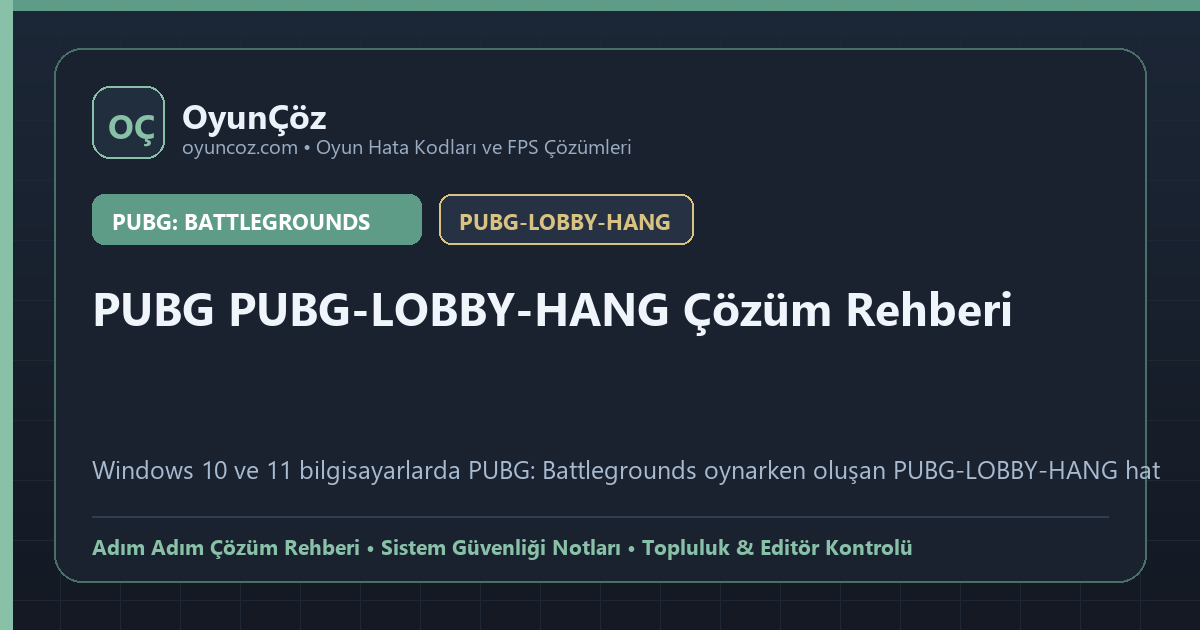 OÇ
OyunÇöz
oyuncoz.com • Oyun Hata Kodları ve FPS Çözümleri
PUBG: BATTLEGROUNDS
PUBG-LOBBY-HANG
PUBG PUBG-LOBBY-HANG Çözüm Rehberi
Windows 10 ve 11 bilgisayarlarda PUBG: Battlegrounds oynarken oluşan PUBG-LOBBY-HANG hat
Adım Adım Çözüm Rehberi • Sistem Güvenliği Notları • Topluluk & Editör Kontrolü